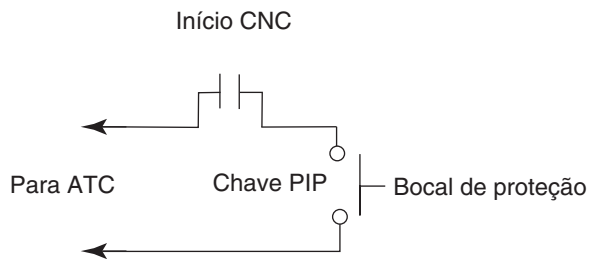 Início CNC
Para ATC
Chave PIP
Bocal de proteção